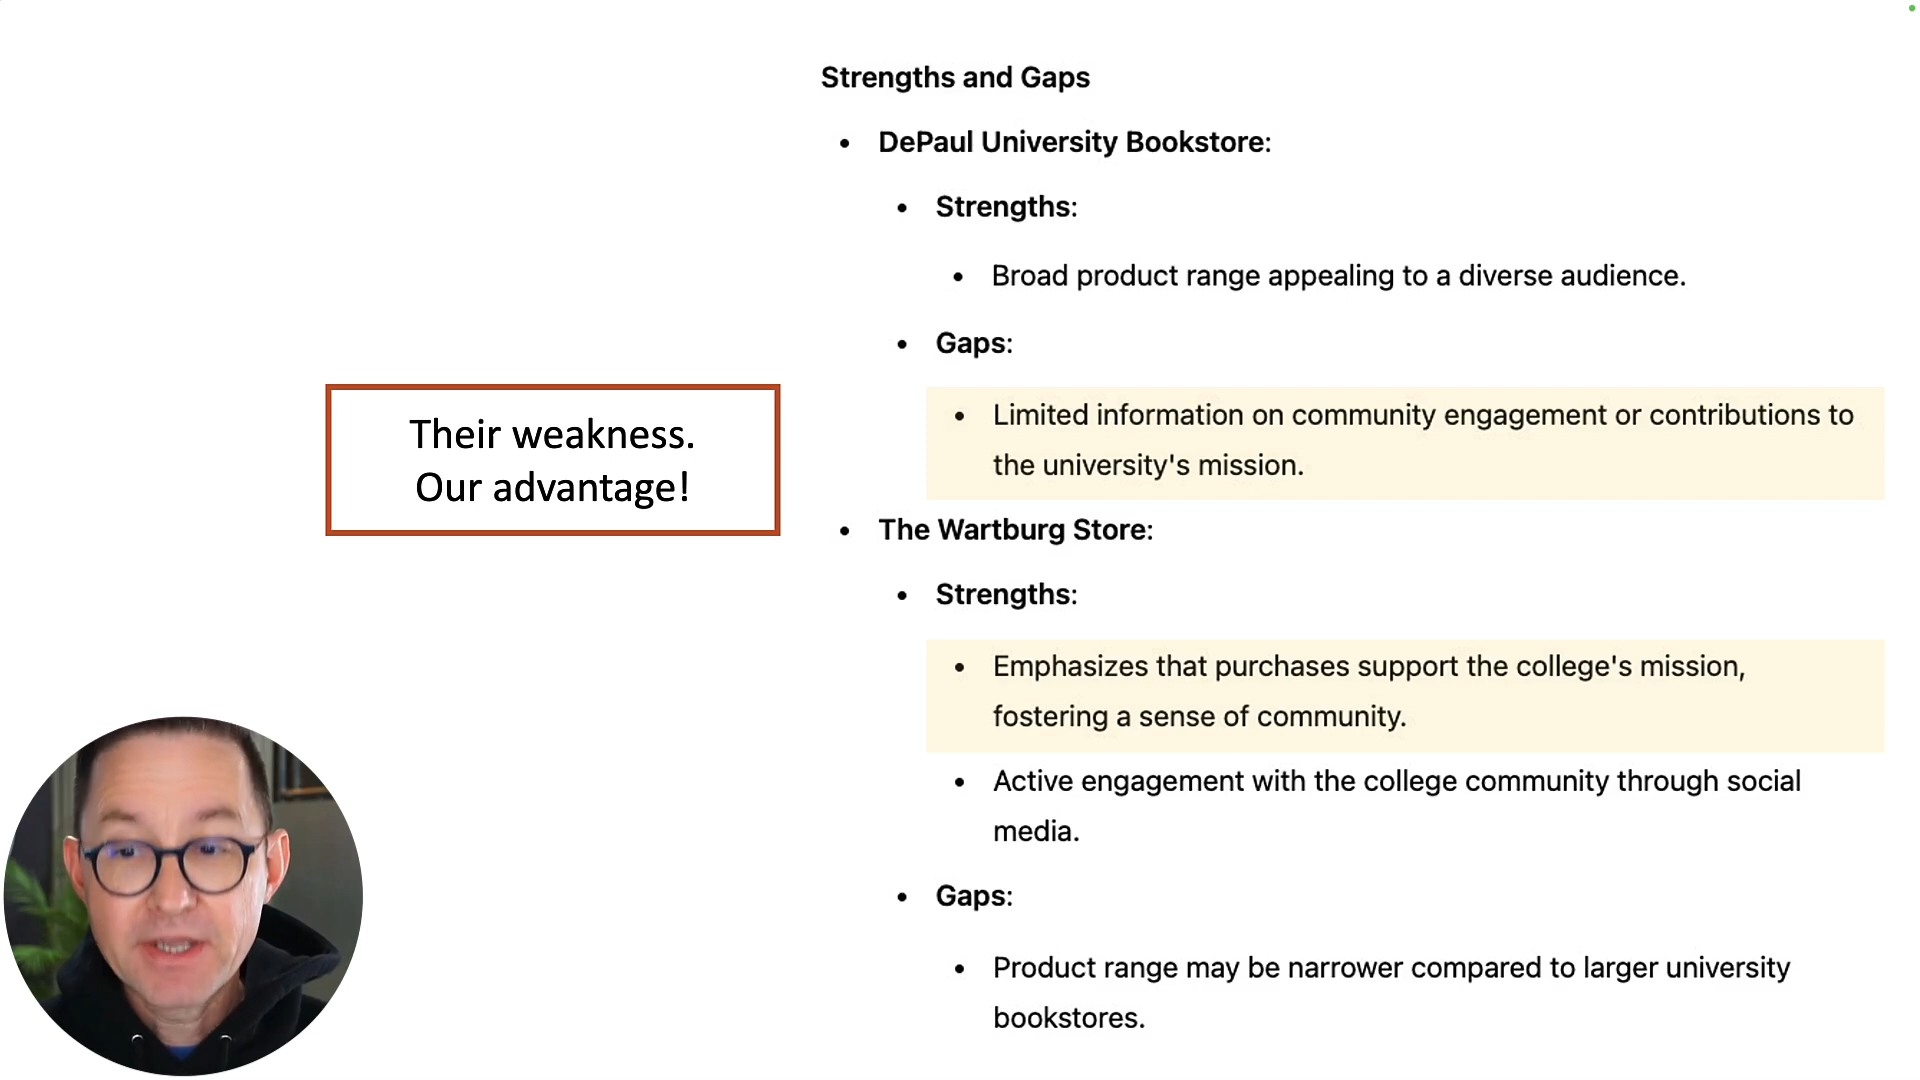 Strengths and Gaps
• DePaul University Bookstore:
• Strengths:
• Broad product range appealing to a diverse audience.
• Gaps:
• Limited information on community engagement or contributions to
the university's mission.
Their weakness.
Our advantage!
• The Wartburg Store:
• Strengths:
• Emphasizes that purchases support the college's mission,
fostering a sense of community.
• Active engagement with the college community through social
media.
• Gaps:
• Product range may be narrower compared to larger university
bookstores.